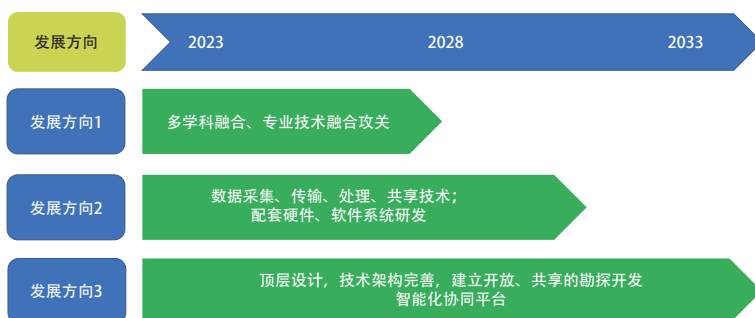 发展方向
2023
2028
2033
发展方向1
多学科融合、专业技术融合攻关
发展方向2
数据采集、传输、处理、共享技术；
配套硬件、软件系统研发
发展方向3
顶层设计，技术架构完善，建立开放、共享的勘探开发
智能化协同平台